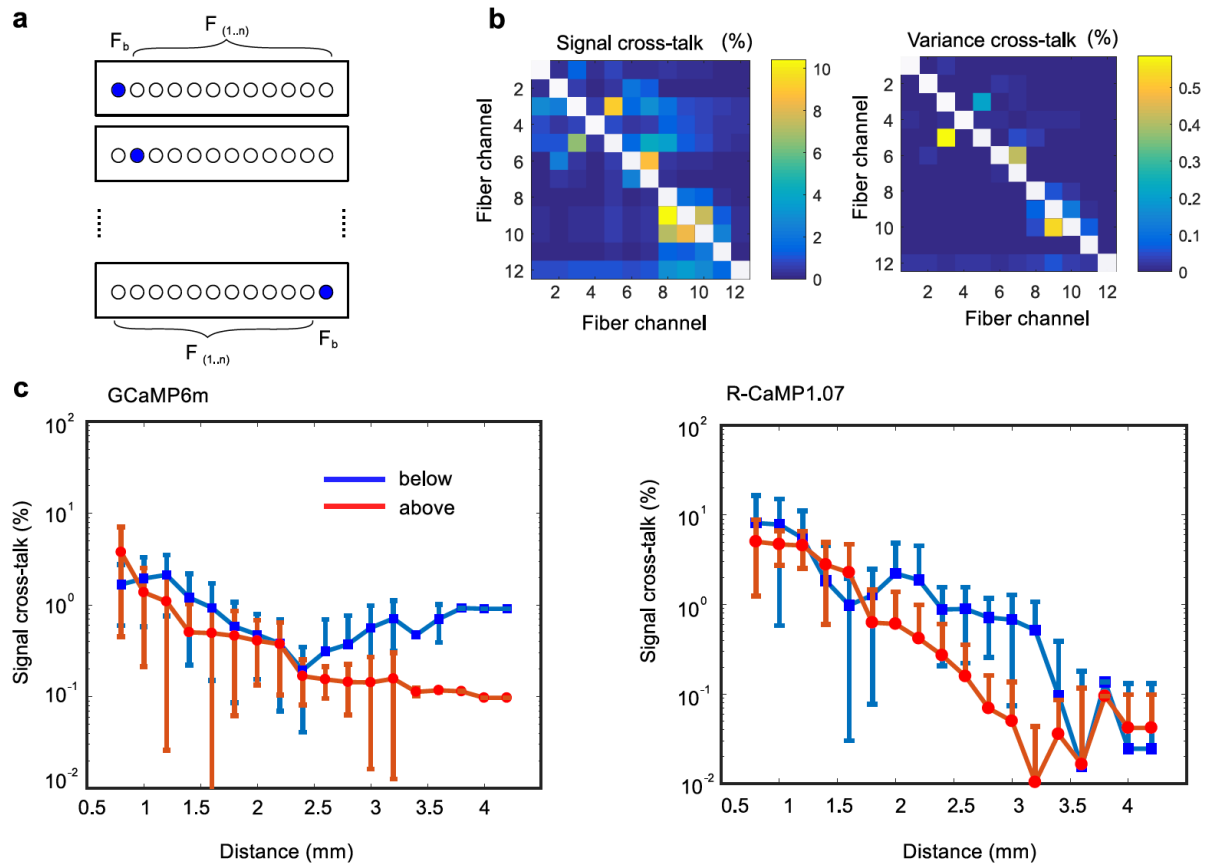 a
F (1..n)
F b
F (1..n)
F b
b
Signal cross-talk (%)
Fiber channel
2
4
6
8
10
12
2 4 6 8 10 12
Fiber channel
10
8
6
4
2
0
Variance cross-talk (%)
Fiber channel
2
4
6
8
10
12
2 4 6 8 10 12
Fiber channel
0.5
0.4
0.3
0.2
0.1
0
c
GCaMP6m
Signal cross-talk (%)
10 2
10 1
10 0
10 -1
10 -2
below
above
0.5 1 1.5 2 2.5 3 3.5 4
Distance (mm)
R-CaMP1.07
Signal cross-talk (%)
10 2
10 1
10 0
10 -1
10 -2
0.5 1 1.5 2 2.5 3 3.5 4
Distance (mm)